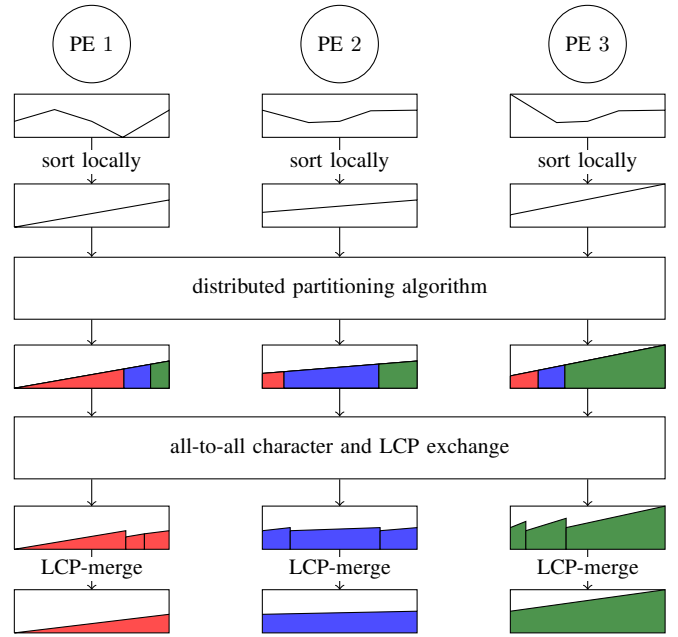 PE 1 PE 2 PE 3
sort locally sort locally sort locally
distributed partitioning algorithm
all-to-all character and LCP exchange
LCP-merge LCP-merge LCP-merge